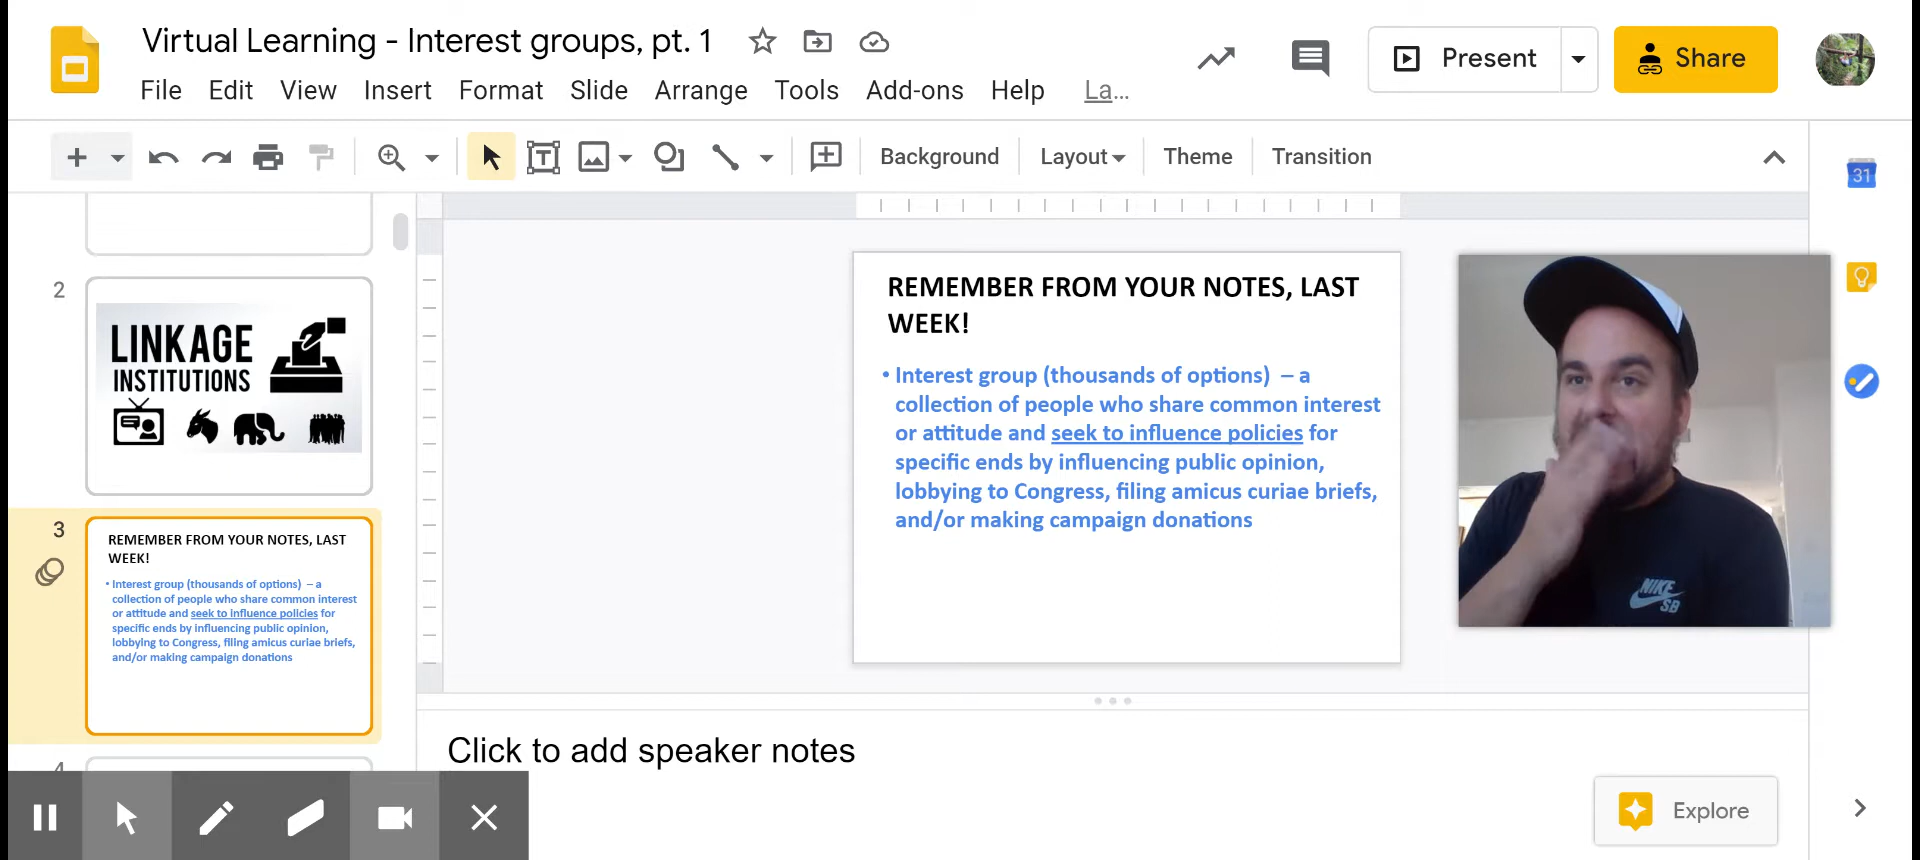 Virtual Learning - Interest groups, pt. 1
Present
Share
File Edit View Insert Format Slide Arrange Tools Add-ons Help La...
Background Layout Theme Transition
31
2
LINKAGE
INSTITUTIONS
3
REMEMBER FROM YOUR NOTES, LAST
WEEK!
• Interest group (thousands of options) – a
collection of people who share common interest
or attitude and seek to influence policies for
specific ends by influencing public opinion,
lobbying to Congress, filing amicus curiae briefs,
and/or making campaign donations
4
REMEMBER FROM YOUR NOTES, LAST
WEEK!
• Interest group (thousands of options) – a
collection of people who share common interest
or attitude and seek to influence policies for
specific ends by influencing public opinion,
lobbying to Congress, filing amicus curiae briefs,
and/or making campaign donations
NIKE
SB
Click to add speaker notes
Explore